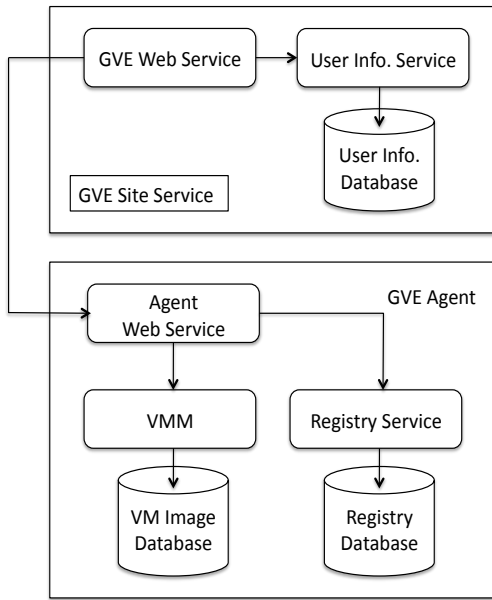 GVE Web Service
User Info. Service
User Info.
Database
GVE Site Service
GVE Agent
Agent
Web Service
VMM
Registry Service
VM Image
Database
Registry
Database